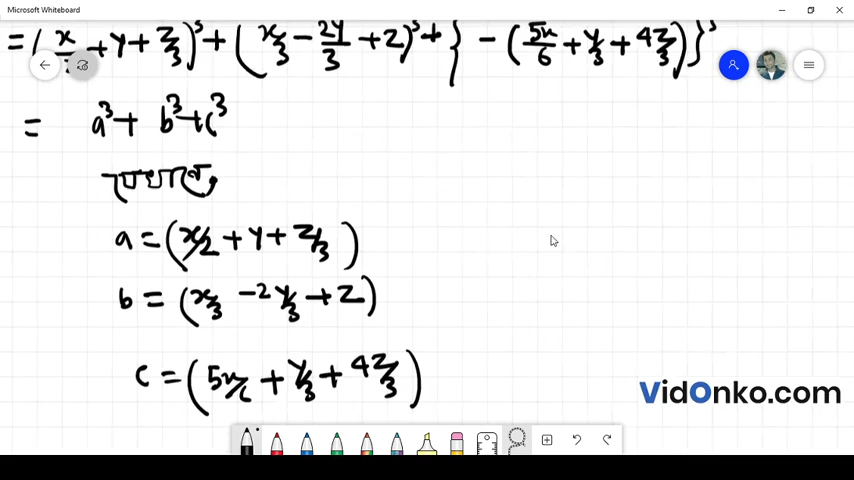 Microsoft Whiteboard
= (x/2 + y + z/3)³ + (x/3 - 2y/3 + z)³ + { - (5x/6 + y/3 + 4z/3) }³
= a³ + b³ + c³
a = (x/2 + y + z/3)
b = (x/3 - 2y/3 + z)
c = (5x/6 + y/3 + 4z/3)
VidOnko.com